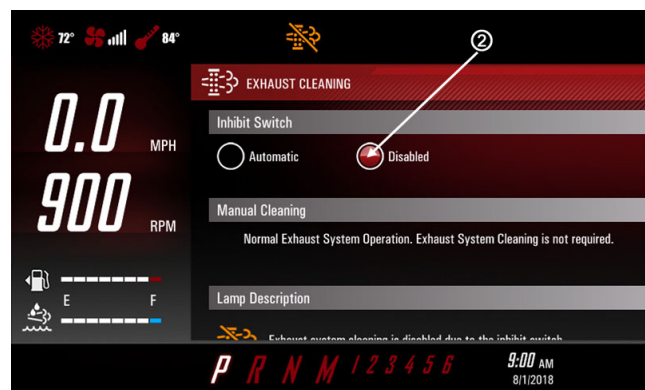 72° 84°
2
EXHAUST CLEANING
Inhibit Switch
Automatic Disabled
0.0 MPH
900 RPM
Manual Cleaning
Normal Exhaust System Operation. Exhaust System Cleaning is not required.
E F
Lamp Description
Exhaust system cleaning is disabled due to the inhibit switch
P R N M 1 2 3 4 5 6
9:00 AM
8/1/2018